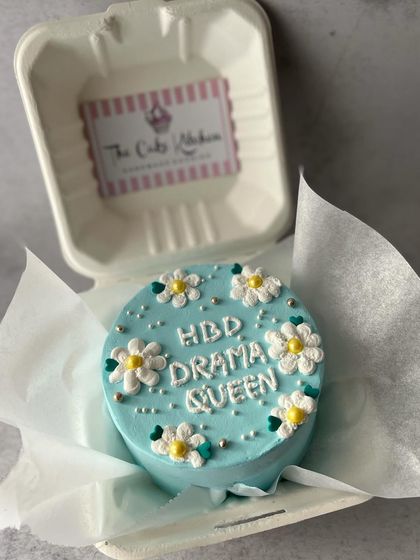 The Cake Kitchen
HBD
DRAMA
QUEEN